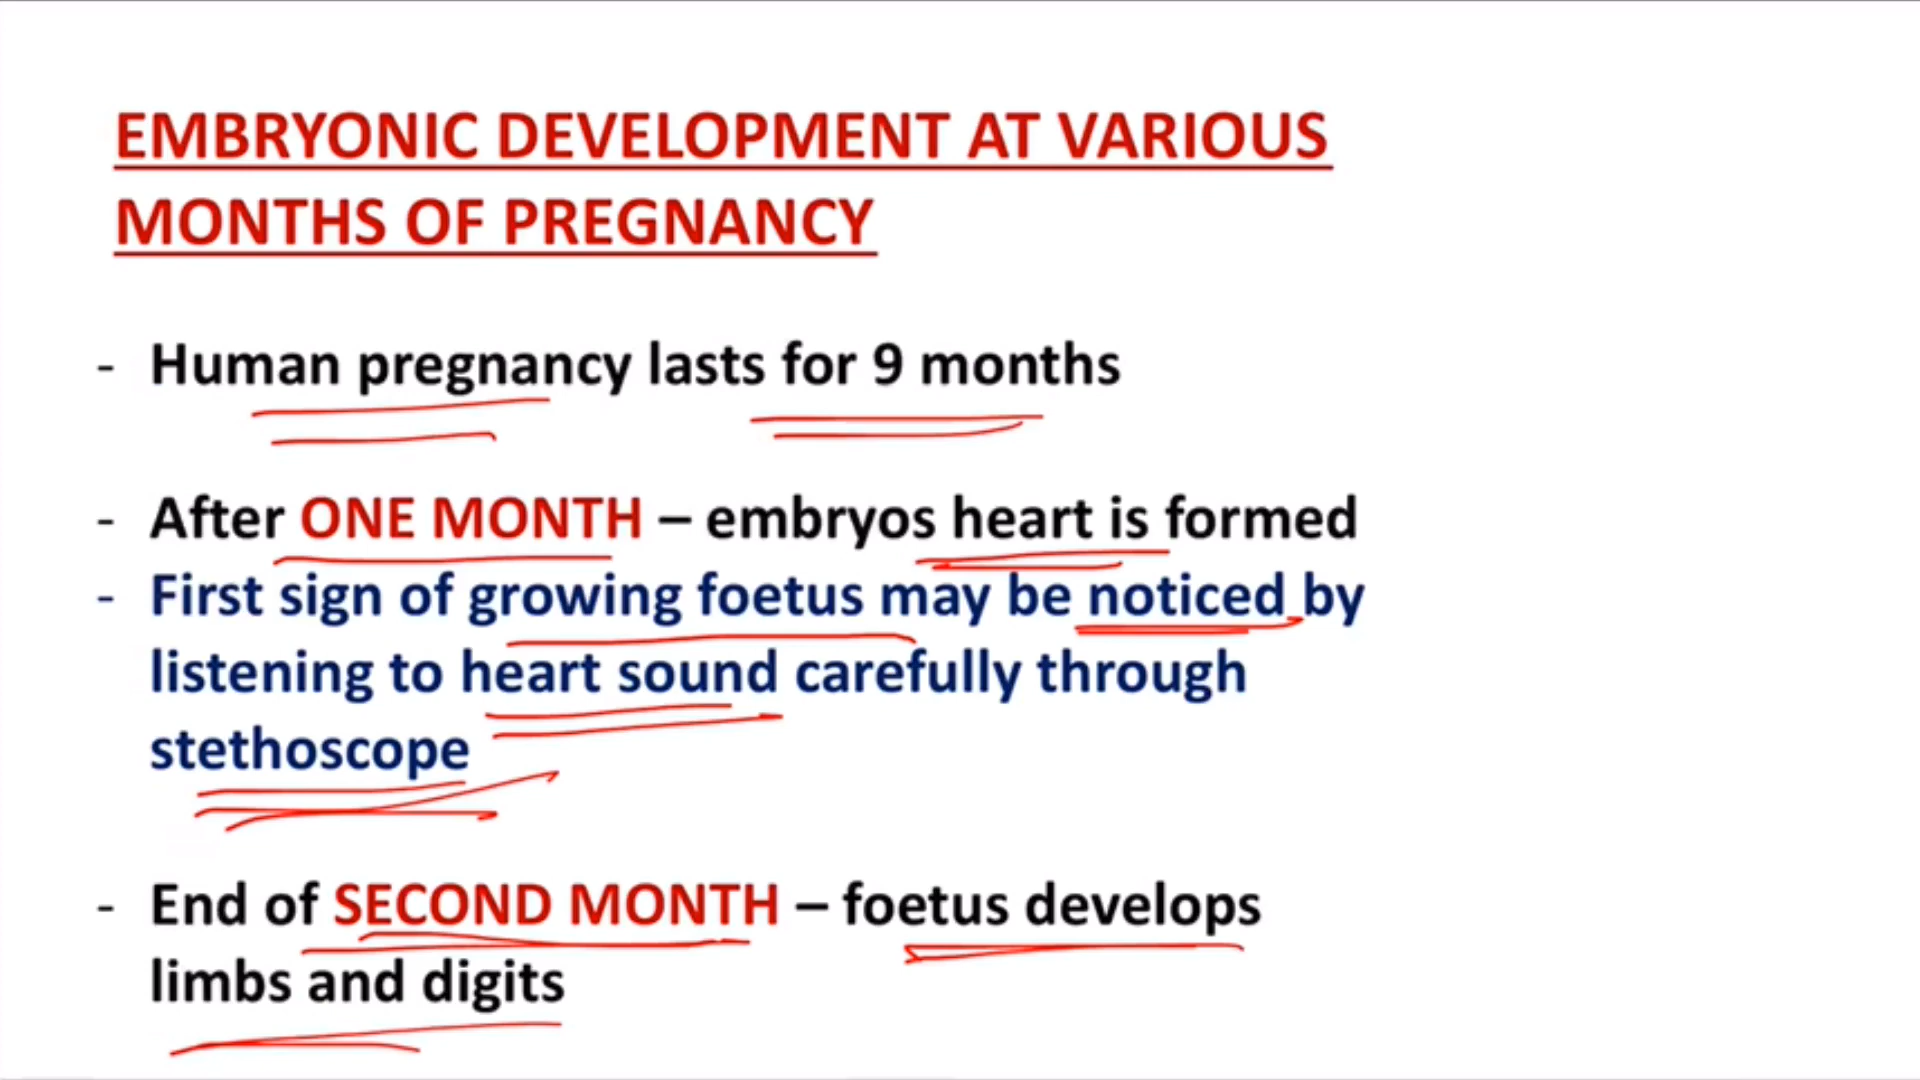 EMBRYONIC DEVELOPMENT AT VARIOUS
MONTHS OF PREGNANCY
- Human pregnancy lasts for 9 months
- After ONE MONTH – embryos heart is formed
- First sign of growing foetus may be noticed by
listening to heart sound carefully through
stethoscope
- End of SECOND MONTH – foetus develops
limbs and digits